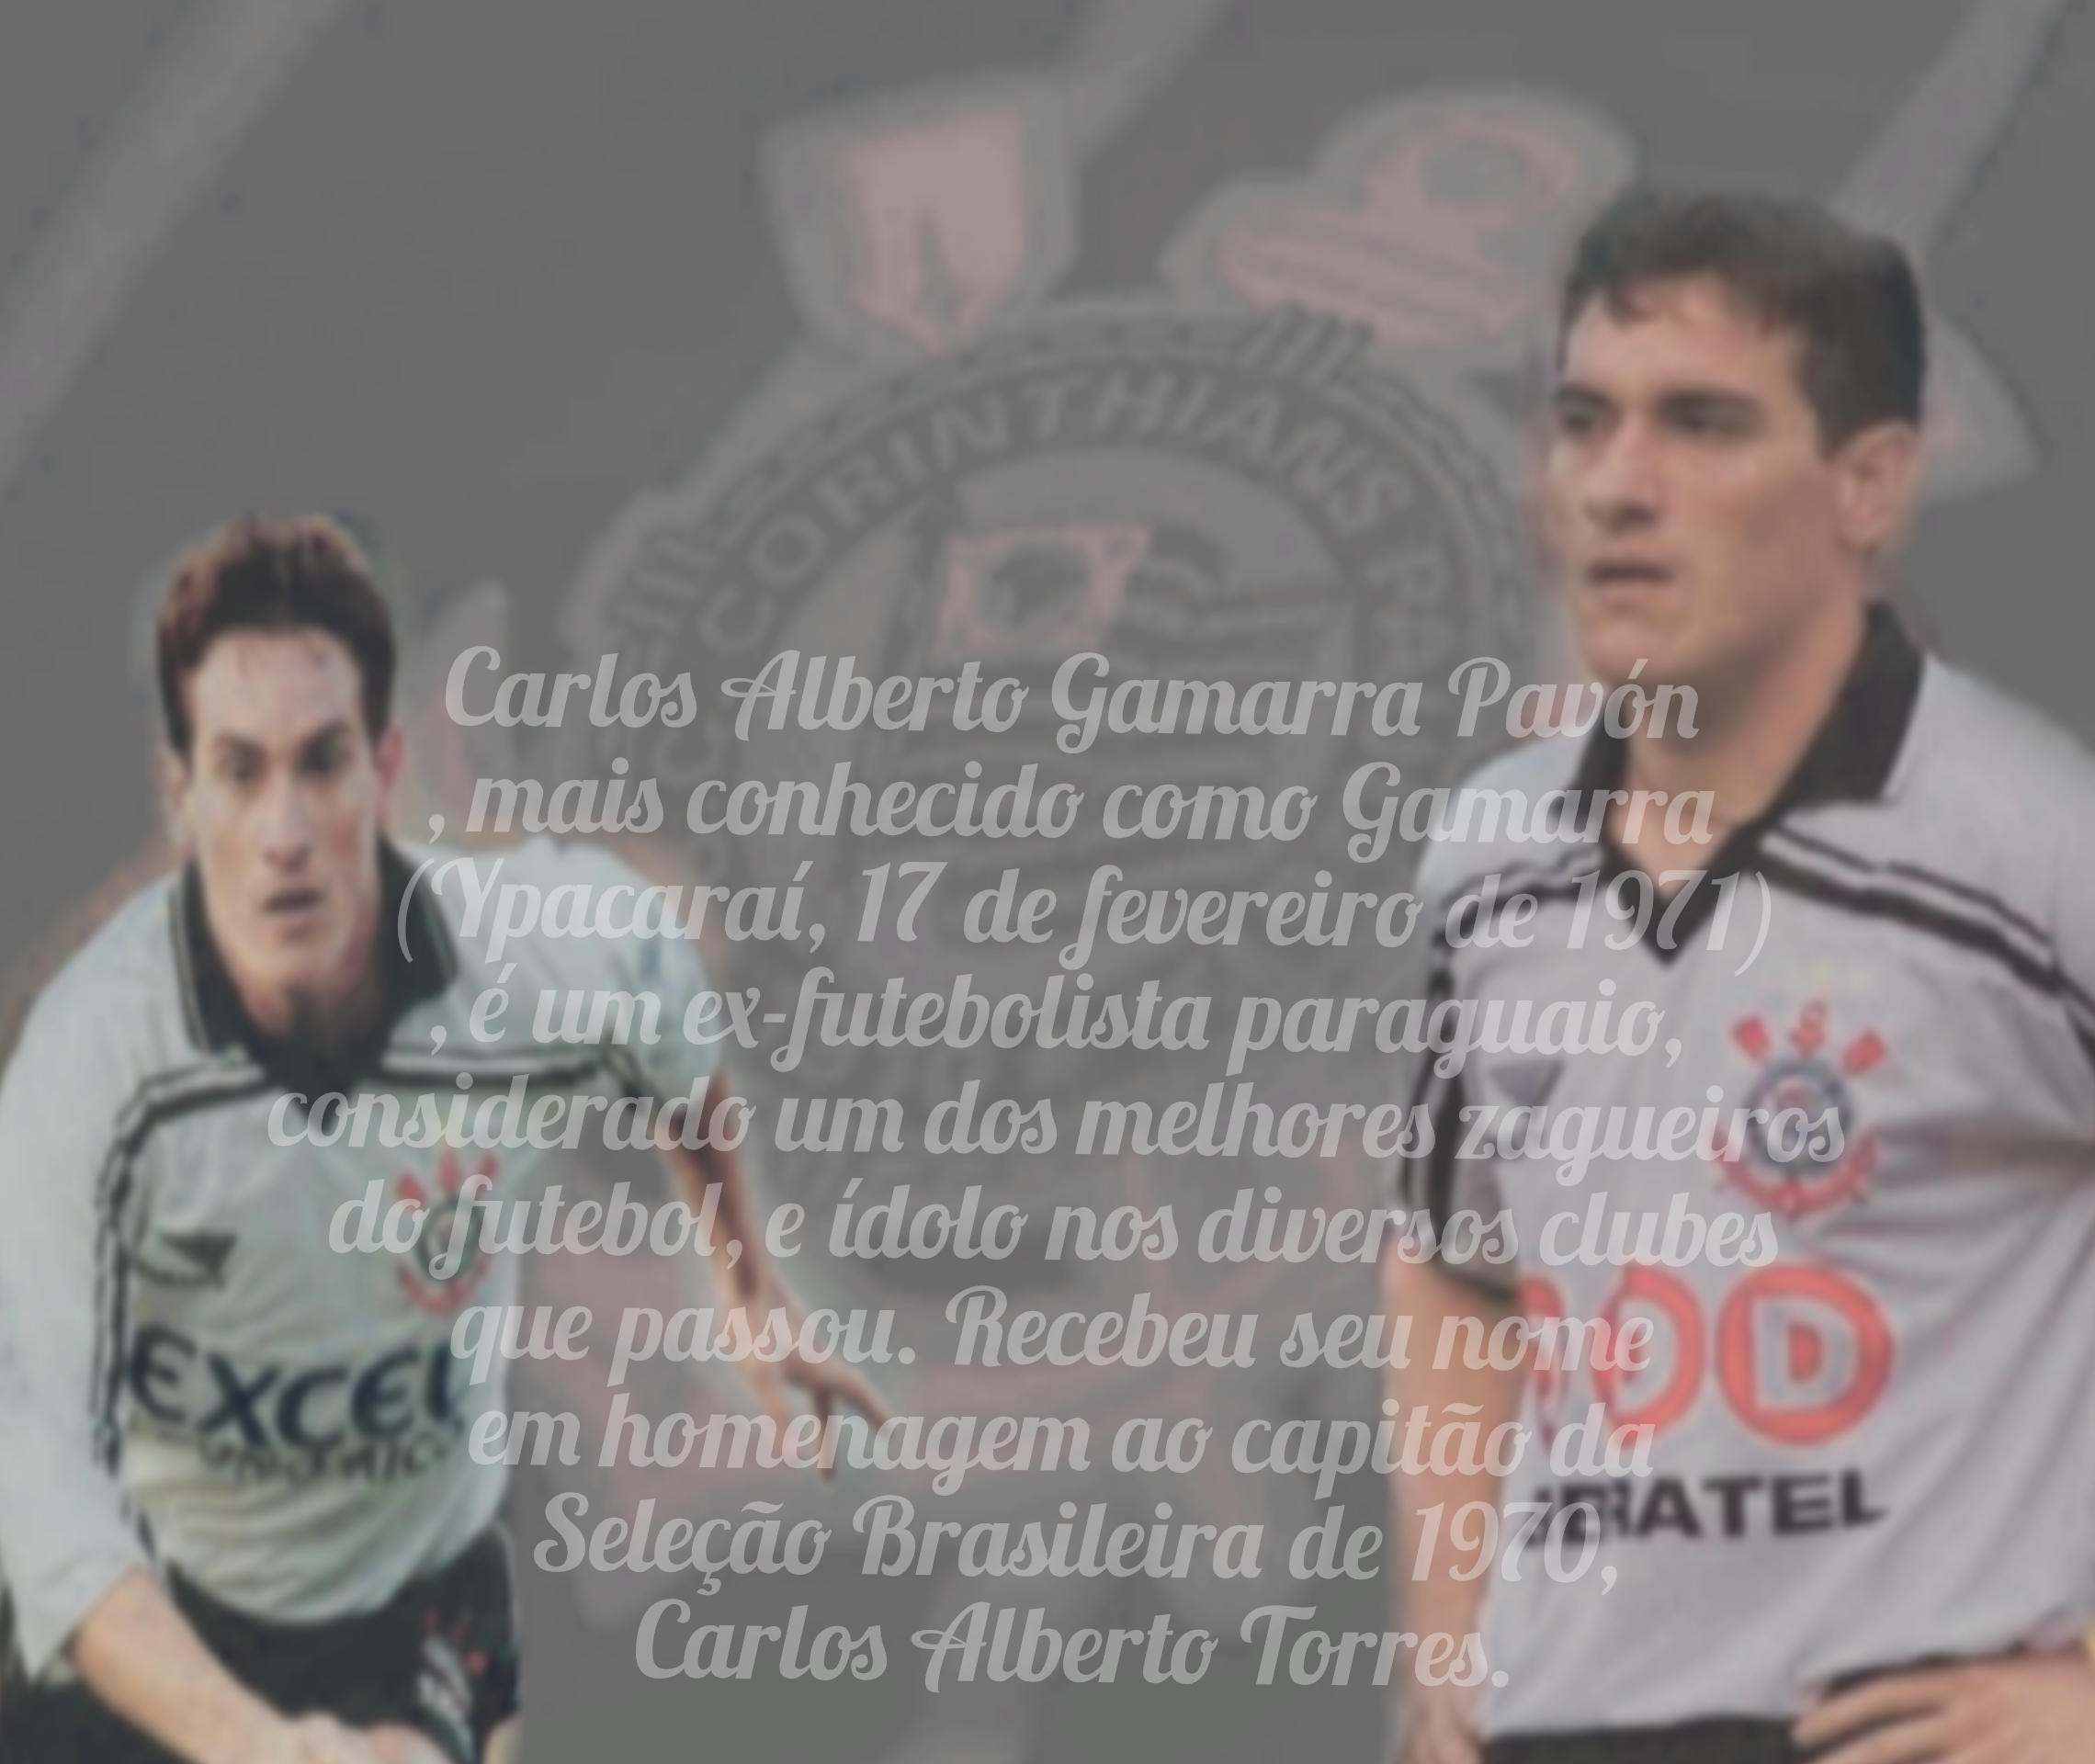 CORINTHIANS
Carlos Alberto Gamarra Pavón
, mais conhecido como Gamarra
(Ypacaraí, 17 de fevereiro de 1971)
, é um ex-futebolista paraguaio,
considerado um dos melhores zagueiros
do futebol, e ídolo nos diversos clubes
que passou. Recebeu seu nome
em homenagem ao capitão da
Seleção Brasileira de 1970,
Carlos Alberto Torres.
EXCEL